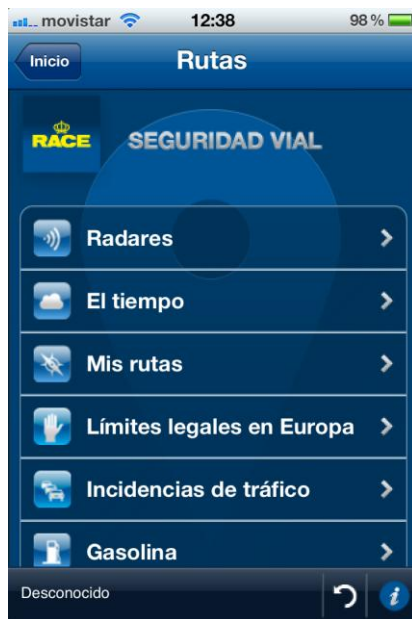 movistar 12:38 98 %
Inicio Rutas
RACE SEGURIDAD VIAL
Radares
El tiempo
Mis rutas
Límites legales en Europa
Incidencias de tráfico
Gasolina
Desconocido i